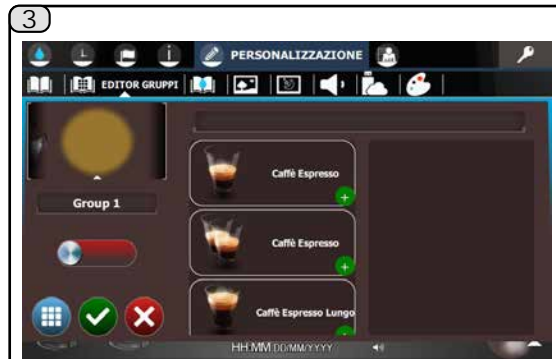 3
PERSONALIZZAZIONE
EDITOR GRUPPI
Caffè Espresso
Group 1
Caffè Espresso
Caffè Espresso Lungo
HH:MM DD/MM/YYYY